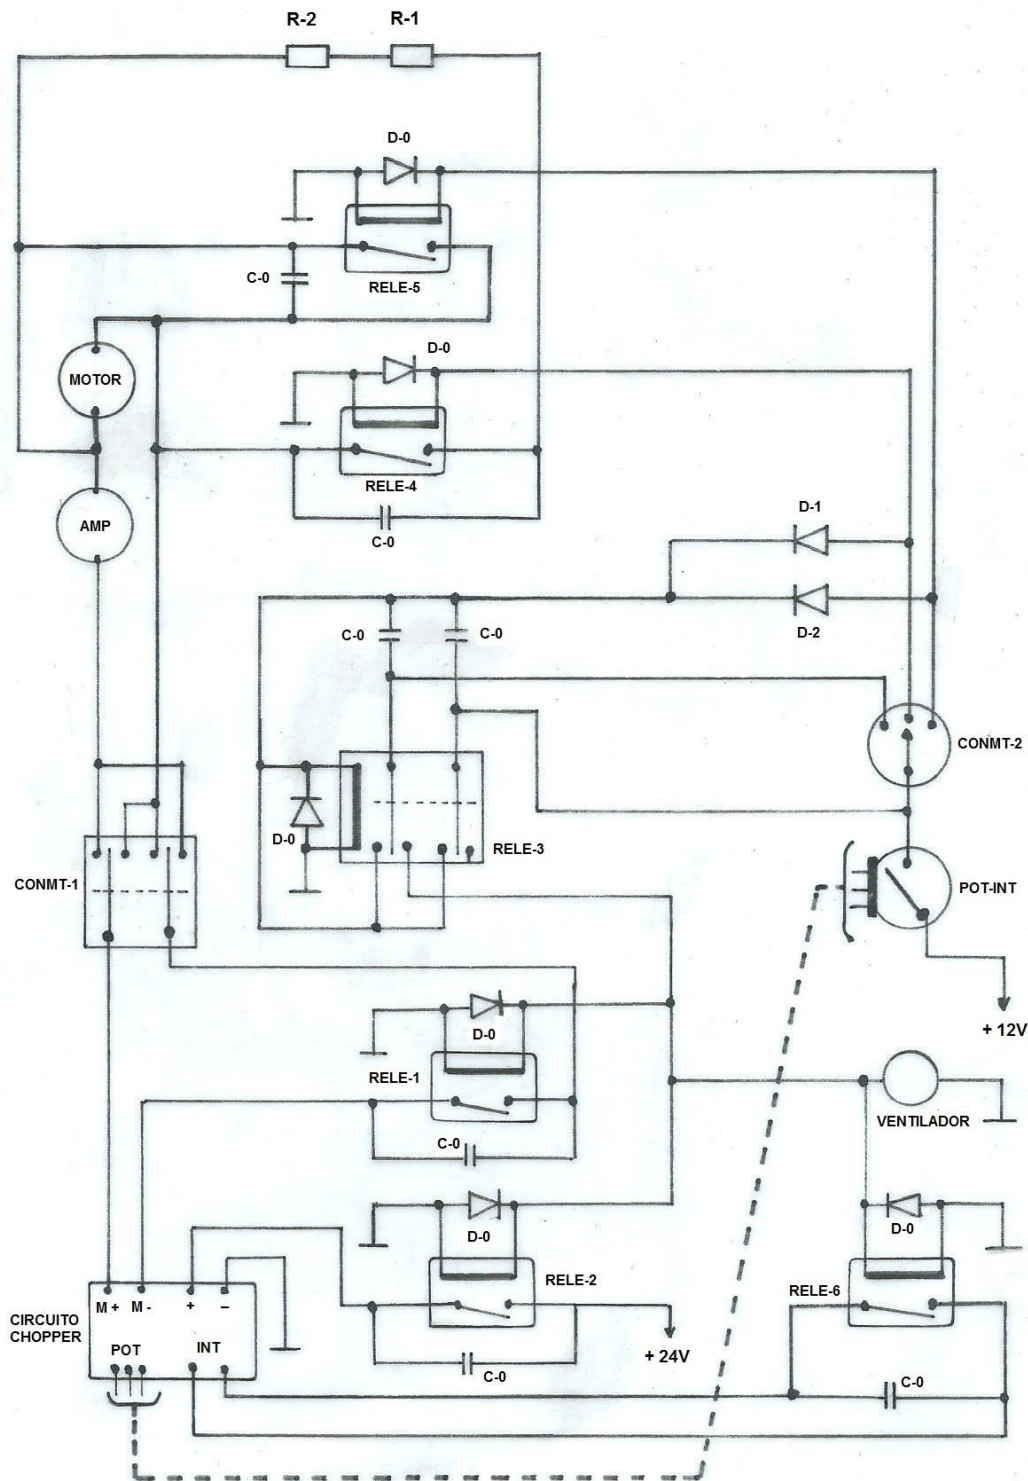 R-2
R-1
D-0
C-0
RELE-5
MOTOR
D-0
RELE-4
AMP
C-0
D-1
C-0
C-0
D-2
CONMT-2
D-0
RELE-3
CONMT-1
POT-INT
+ 12V
D-0
RELE-1
VENTILADOR
C-0
D-0
D-0
RELE-2
RELE-6
M +
M -
+
–
CIRCUITO
CHOPPER
POT
INT
+ 24V
C-0
C-0